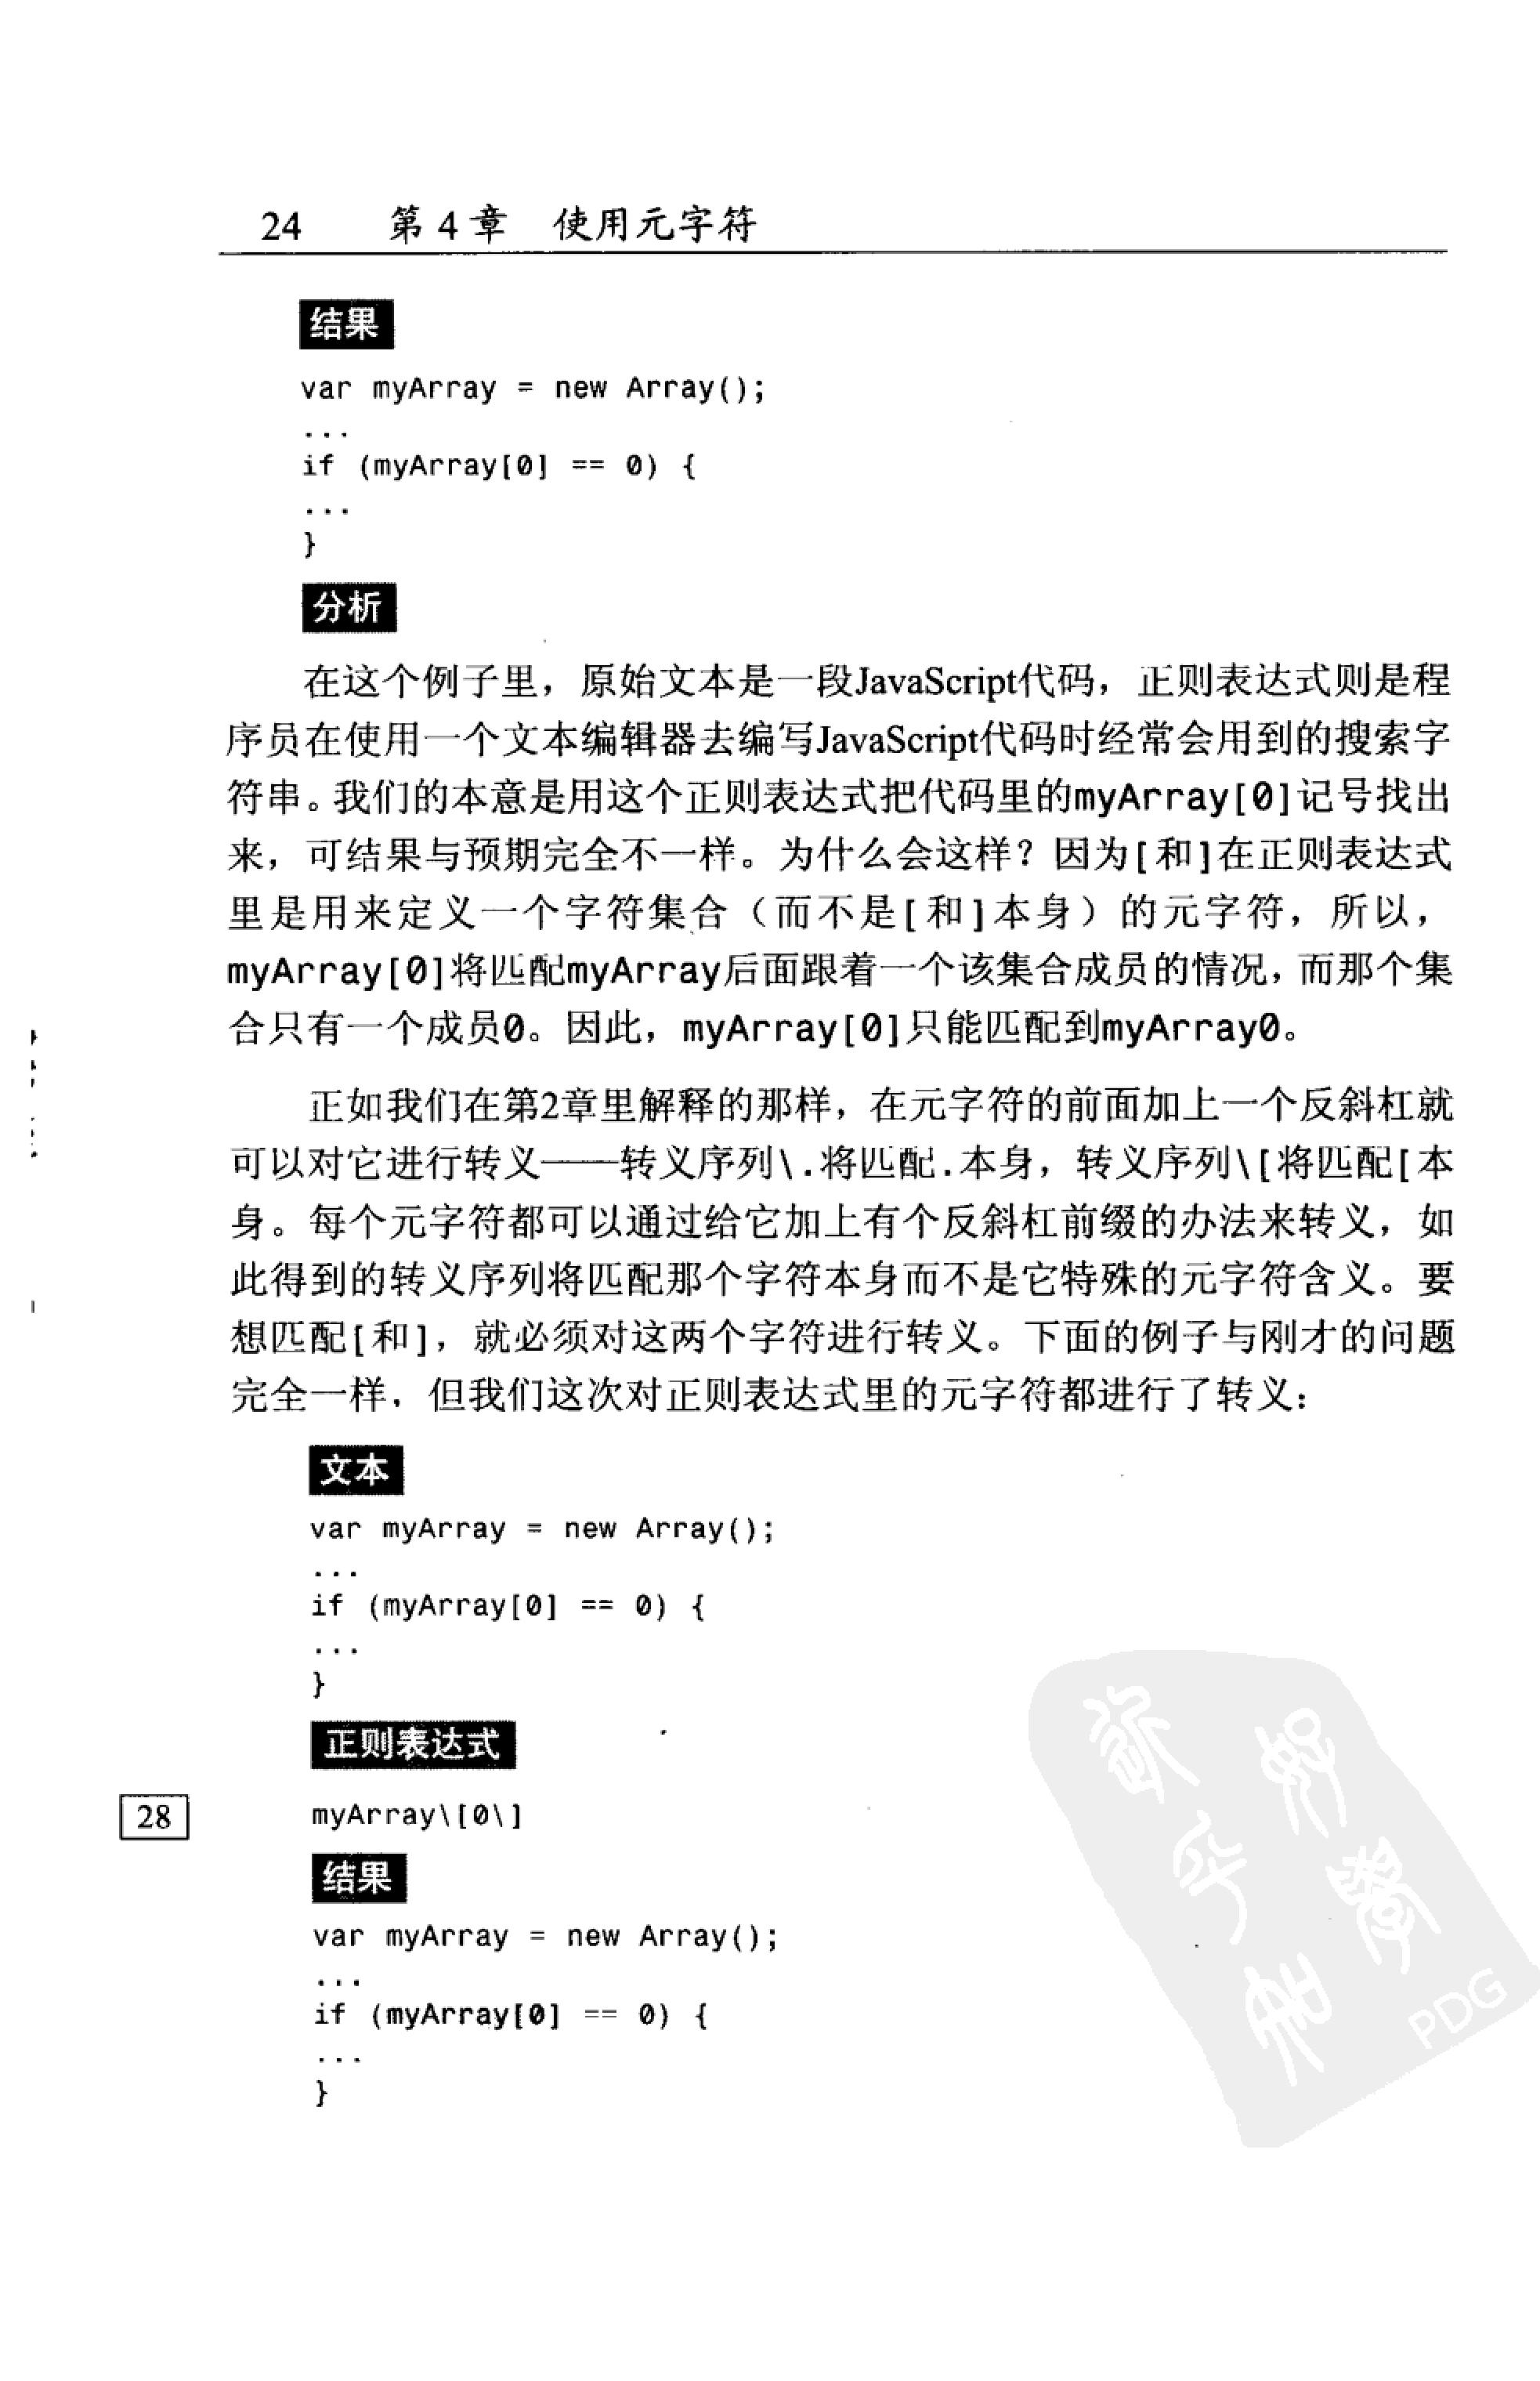 24 第 4 章 使用元字符
结果
var myArray = new Array();
...
if (myArray[0] == 0) {
...
}
分析
在这个例子里，原始文本是一段JavaScript代码，正则表达式则是程
序员在使用一个文本编辑器去编写JavaScript代码时经常会用到的搜索字
符串。我们的本意是用这个正则表达式把代码里的myArray[0]记号找出
来，可结果与预期完全不一样。为什么会这样？因为[和]在正则表达式
里是用来定义一个字符集合（而不是[和]本身）的元字符，所以，
myArray[0]将匹配myArray后面跟着一个该集合成员的情况，而那个集
合只有一个成员0。因此，myArray[0]只能匹配到myArray0。
正如我们在第2章里解释的那样，在元字符的前面加上一个反斜杠就
可以对它进行转义——转义序列\.将匹配.本身，转义序列\[将匹配[本
身。每个元字符都可以通过给它加上有个反斜杠前缀的办法来转义，如
此得到的转义序列将匹配那个字符本身而不是它特殊的元字符含义。要
想匹配[和]，就必须对这两个字符进行转义。下面的例子与刚才的问题
完全一样，但我们这次对正则表达式里的元字符都进行了转义：
文本
var myArray = new Array();
...
if (myArray[0] == 0) {
...
}
正则表达式
28
myArray\[0\]
结果
var myArray = new Array();
...
if (myArray[0] == 0) {
...
}
PDG